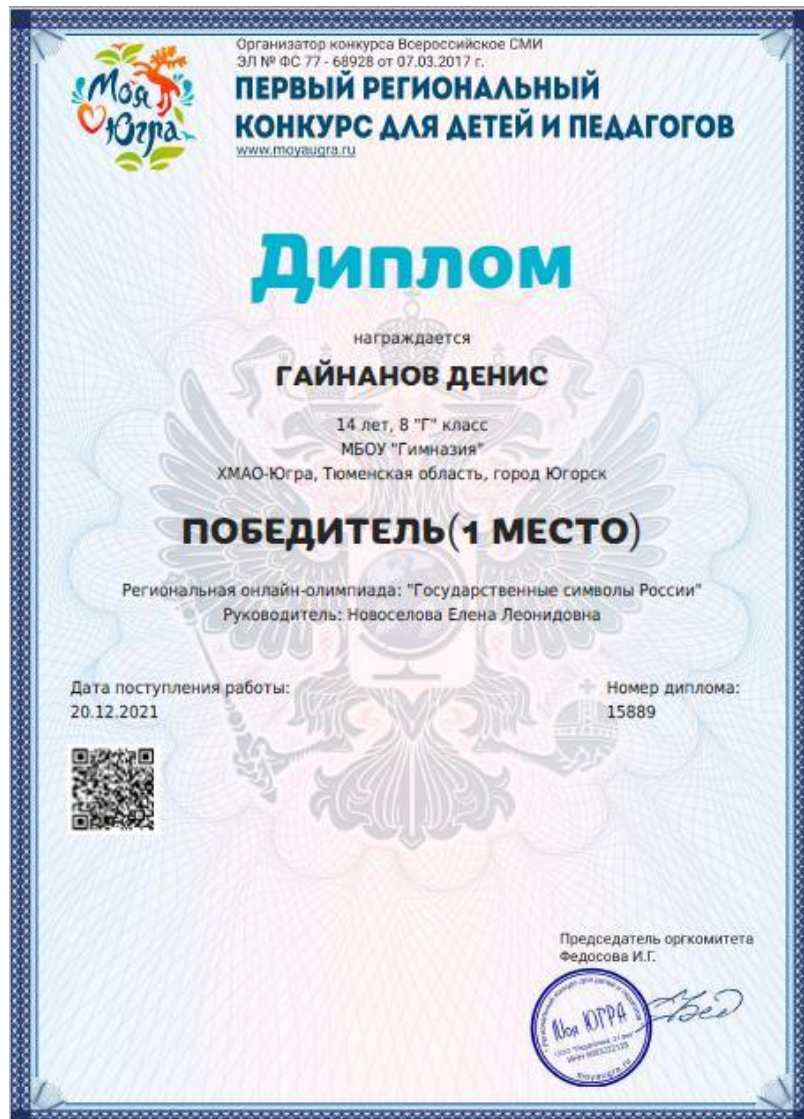 Моя
Югра
Организатор конкурса Всероссийское СМИ
ЭЛ № ФС 77 - 68928 от 07.03.2017 г.
ПЕРВЫЙ РЕГИОНАЛЬНЫЙ
КОНКУРС ДЛЯ ДЕТЕЙ И ПЕДАГОГОВ
www.moyaugra.ru
Диплом
награждается
ГАЙНАНОВ ДЕНИС
14 лет, 8 "Г" класс
МБОУ "Гимназия"
ХМАО-Югра, Тюменская область, город Югорск
ПОБЕДИТЕЛЬ(1 МЕСТО)
Региональная онлайн-олимпиада: "Государственные символы России"
Руководитель: Новоселова Елена Леонидовна
Дата поступления работы:
20.12.2021
Номер диплома:
15889
Председатель оргкомитета
Федосова И.Г.
Моя ЮГРА
moyaugra.ru